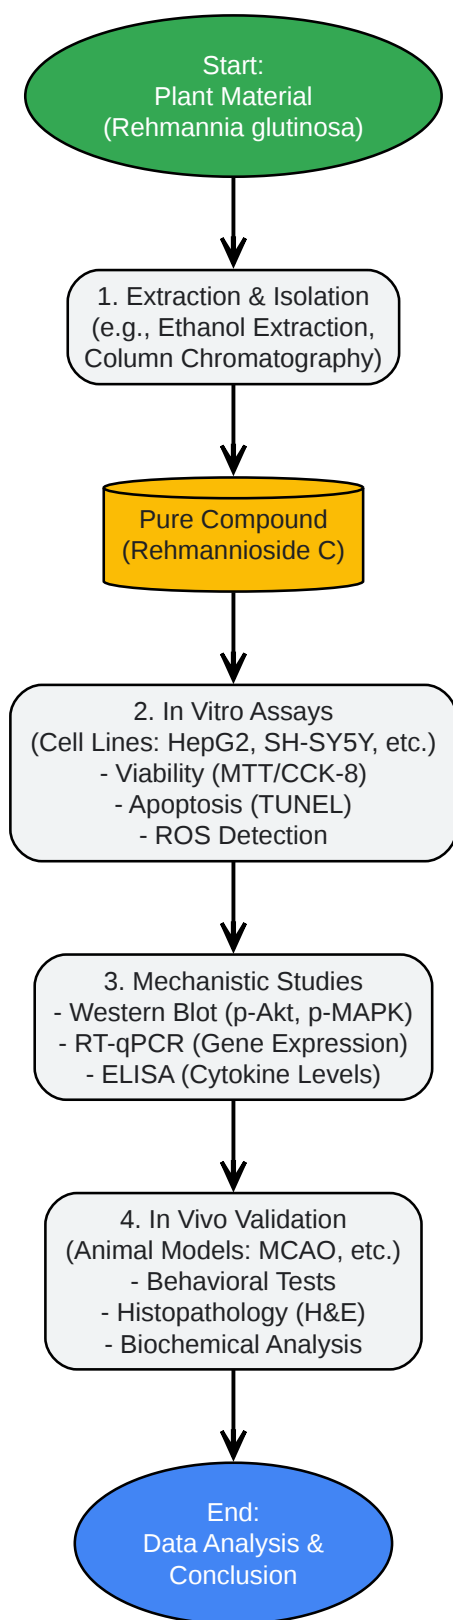 Start:
Plant Material
(Rehmannia glutinosa)
1. Extraction & Isolation
(e.g., Ethanol Extraction,
Column Chromatography)
Pure Compound
(Rehmannioside C)
2. In Vitro Assays
(Cell Lines: HepG2, SH-SY5Y, etc.)
- Viability (MTT/CCK-8)
- Apoptosis (TUNEL)
- ROS Detection
3. Mechanistic Studies
- Western Blot (p-Akt, p-MAPK)
- RT-qPCR (Gene Expression)
- ELISA (Cytokine Levels)
4. In Vivo Validation
(Animal Models: MCAO, etc.)
- Behavioral Tests
- Histopathology (H&E)
- Biochemical Analysis
End:
Data Analysis &
Conclusion